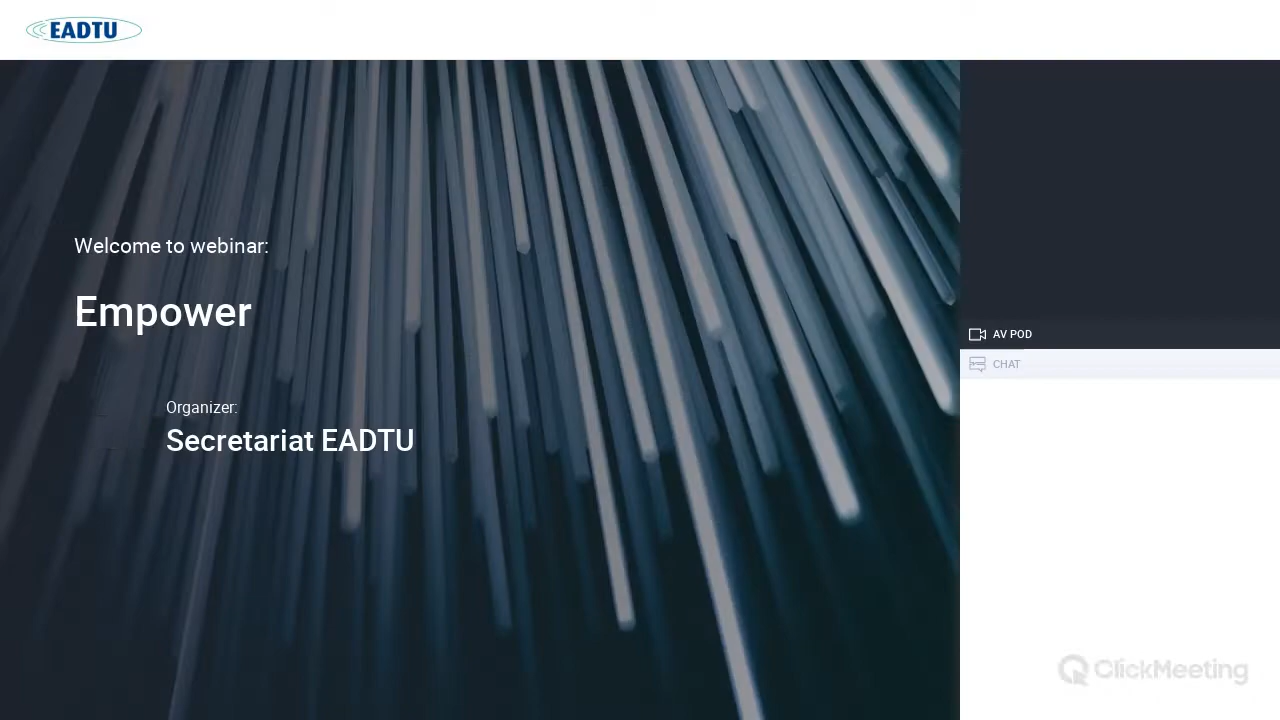 EADTU
Welcome to webinar:
Empower
Organizer:
Secretariat EADTU
AV POD
CHAT
ClickMeeting